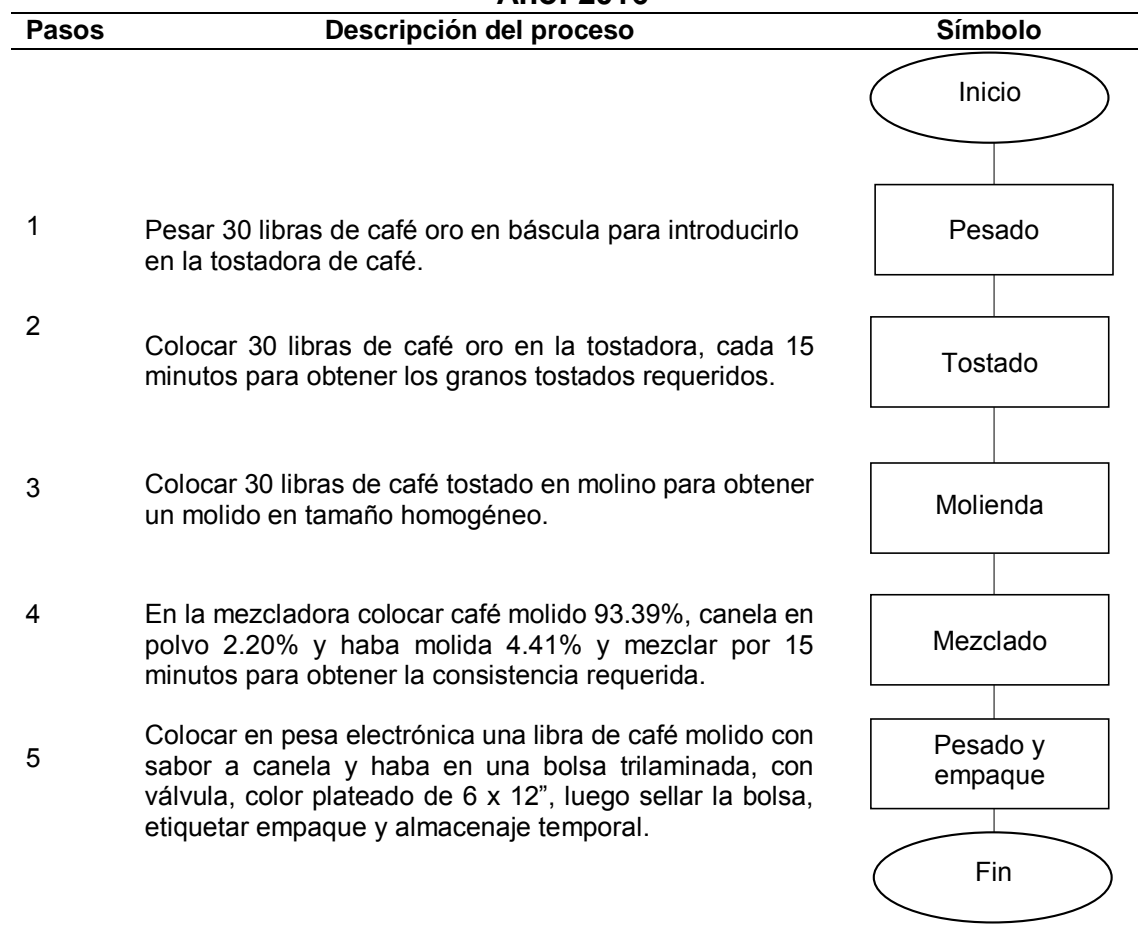 Pasos Descripción del proceso Símbolo
Inicio
1 Pesar 30 libras de café oro en báscula para introducirlo
en la tostadora de café.
Pesado
2 Colocar 30 libras de café oro en la tostadora, cada 15
minutos para obtener los granos tostados requeridos.
Tostado
3 Colocar 30 libras de café tostado en molino para obtener
un molido en tamaño homogéneo.
Molienda
4 En la mezcladora colocar café molido 93.39%, canela en
polvo 2.20% y haba molida 4.41% y mezclar por 15
minutos para obtener la consistencia requerida.
Mezclado
5 Colocar en pesa electrónica una libra de café molido con
sabor a canela y haba en una bolsa trilaminada, con
válvula, color plateado de 6 x 12”, luego sellar la bolsa,
etiquetar empaque y almacenaje temporal.
Pesado y
empaque
Fin